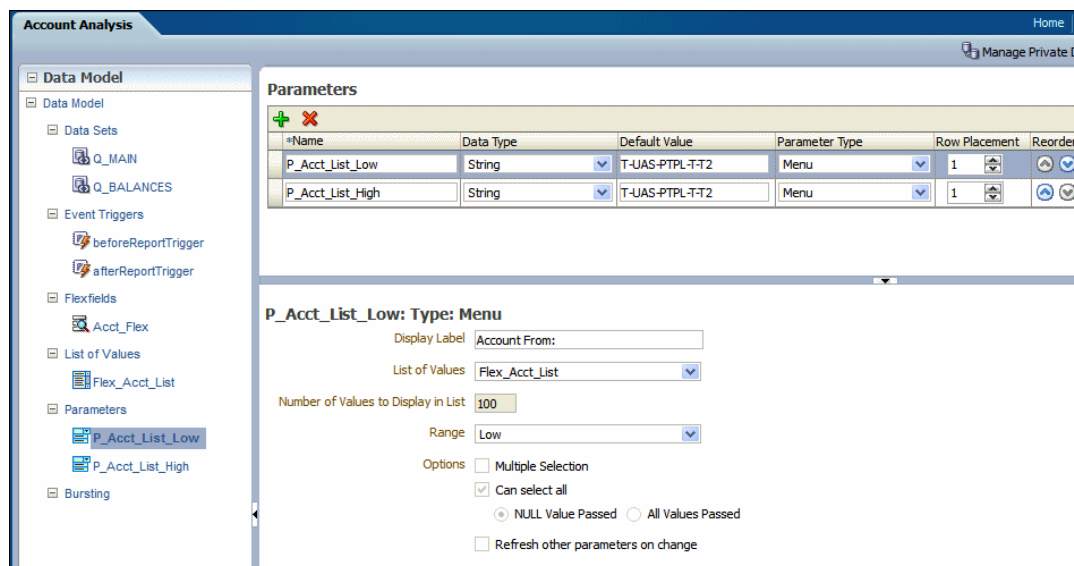 Account Analysis
Home
Manage Private
Data Model
Data Model
Data Sets
Q_MAIN
Q_BALANCES
Event Triggers
beforeReportTrigger
afterReportTrigger
Flexfields
Acct_Flex
List of Values
Flex_Acct_List
Parameters
P_Acct_List_Low
P_Acct_List_High
Bursting
Parameters
*Name Data Type Default Value Parameter Type Row Placement Reorder
P_Acct_List_Low String T-UAS-PTPL-T-T2 Menu 1
P_Acct_List_High String T-UAS-PTPL-T-T2 Menu 1
P_Acct_List_Low: Type: Menu
Display Label Account From:
List of Values Flex_Acct_List
Number of Values to Display in List 100
Range Low
Options Multiple Selection
Can select all
NULL Value Passed All Values Passed
Refresh other parameters on change